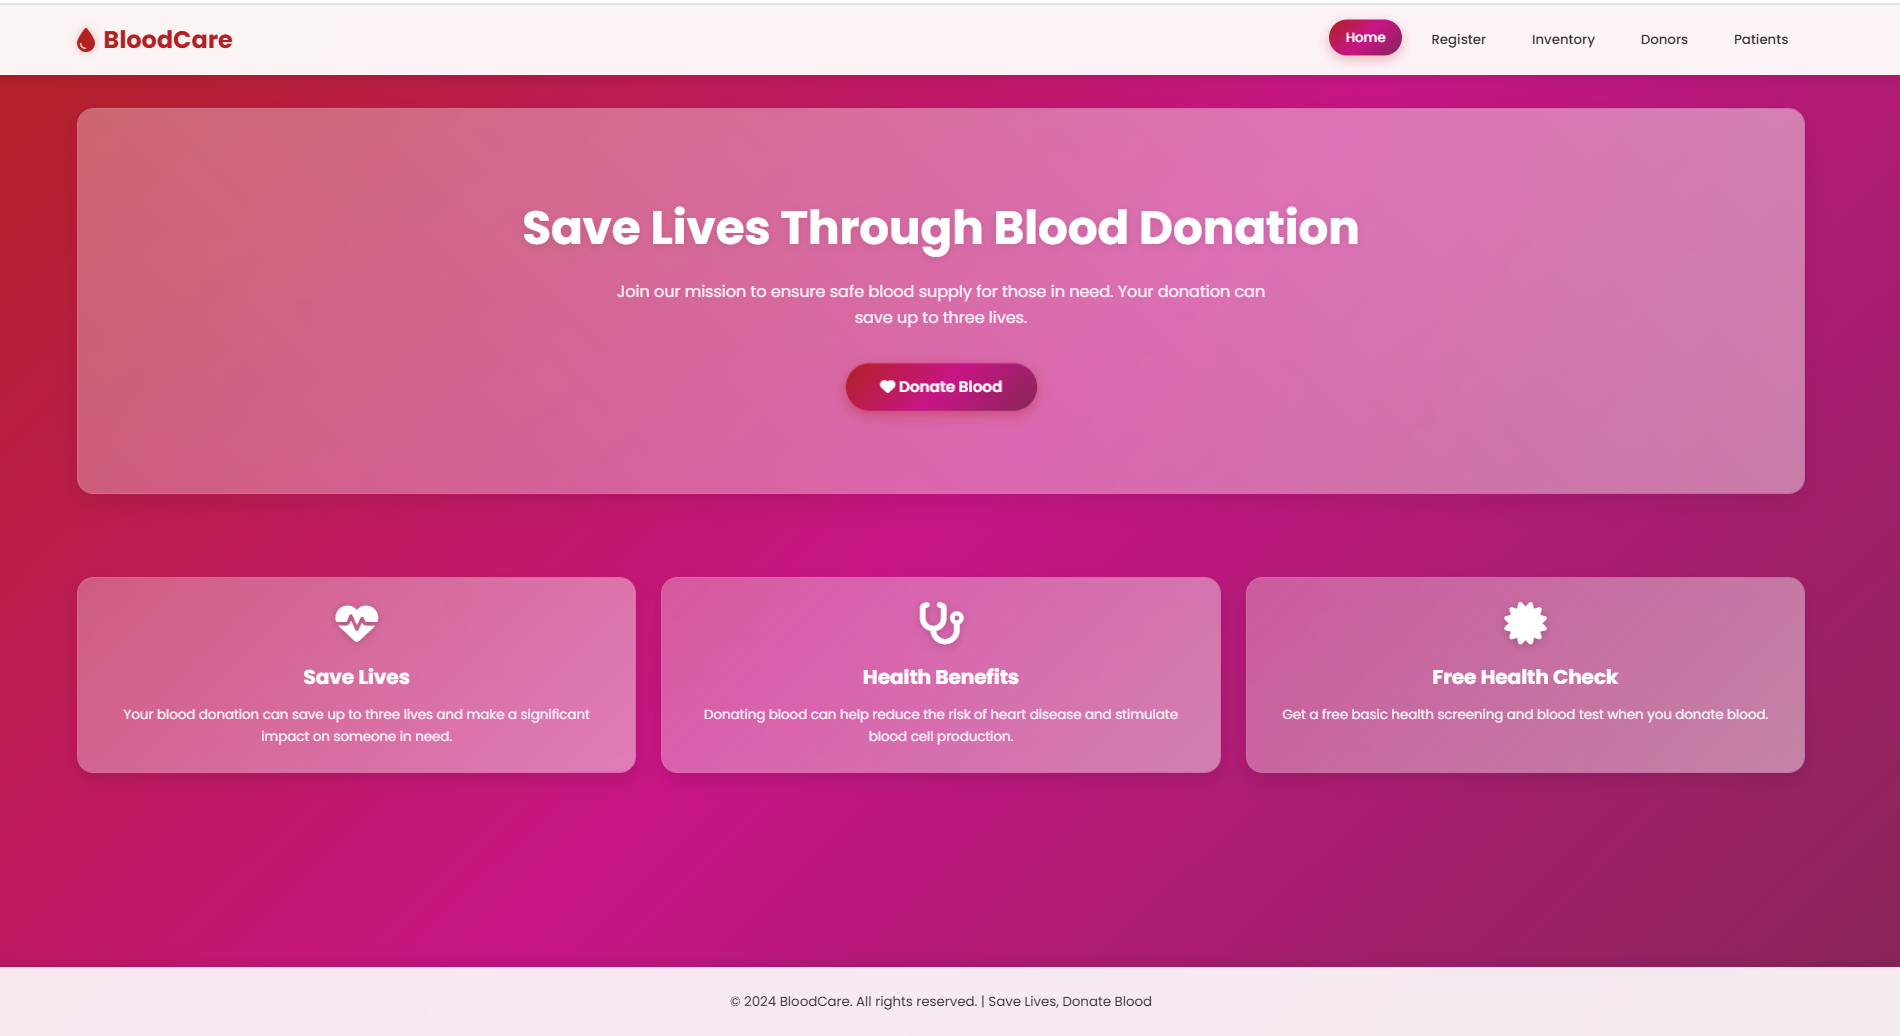 BloodCare
Home Register Inventory Donors Patients
Save Lives Through Blood Donation
Join our mission to ensure safe blood supply for those in need. Your donation can
save up to three lives.
Donate Blood
Save Lives
Your blood donation can save up to three lives and make a significant
impact on someone in need.
Health Benefits
Donating blood can help reduce the risk of heart disease and stimulate
blood cell production.
Free Health Check
Get a free basic health screening and blood test when you donate blood.
© 2024 BloodCare. All rights reserved. | Save Lives, Donate Blood